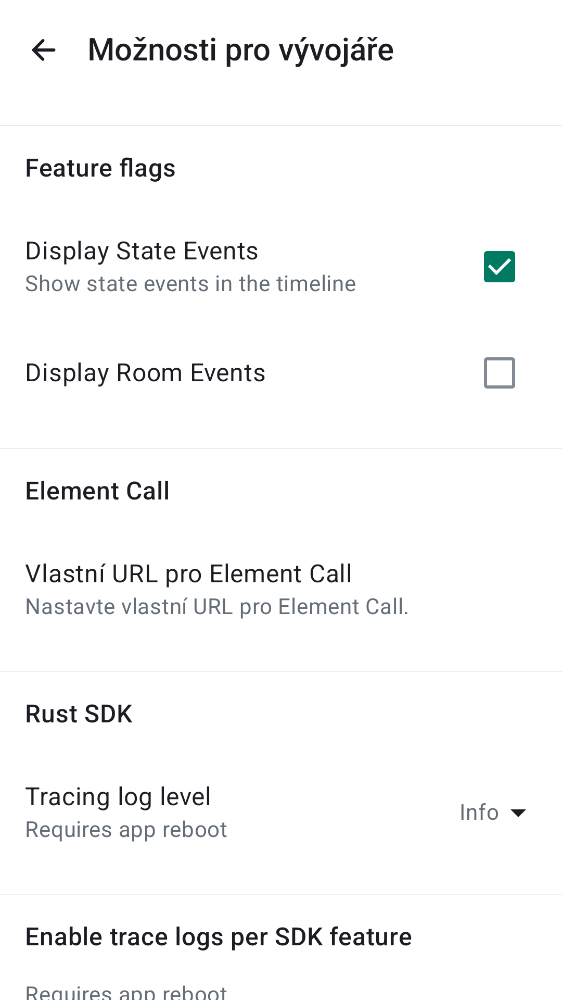 Možnosti pro vývojáře
Feature flags
Display State Events
Show state events in the timeline
Display Room Events
Element Call
Vlastní URL pro Element Call
Nastavte vlastní URL pro Element Call.
Rust SDK
Tracing log level
Requires app reboot
Info
Enable trace logs per SDK feature
Requires app reboot